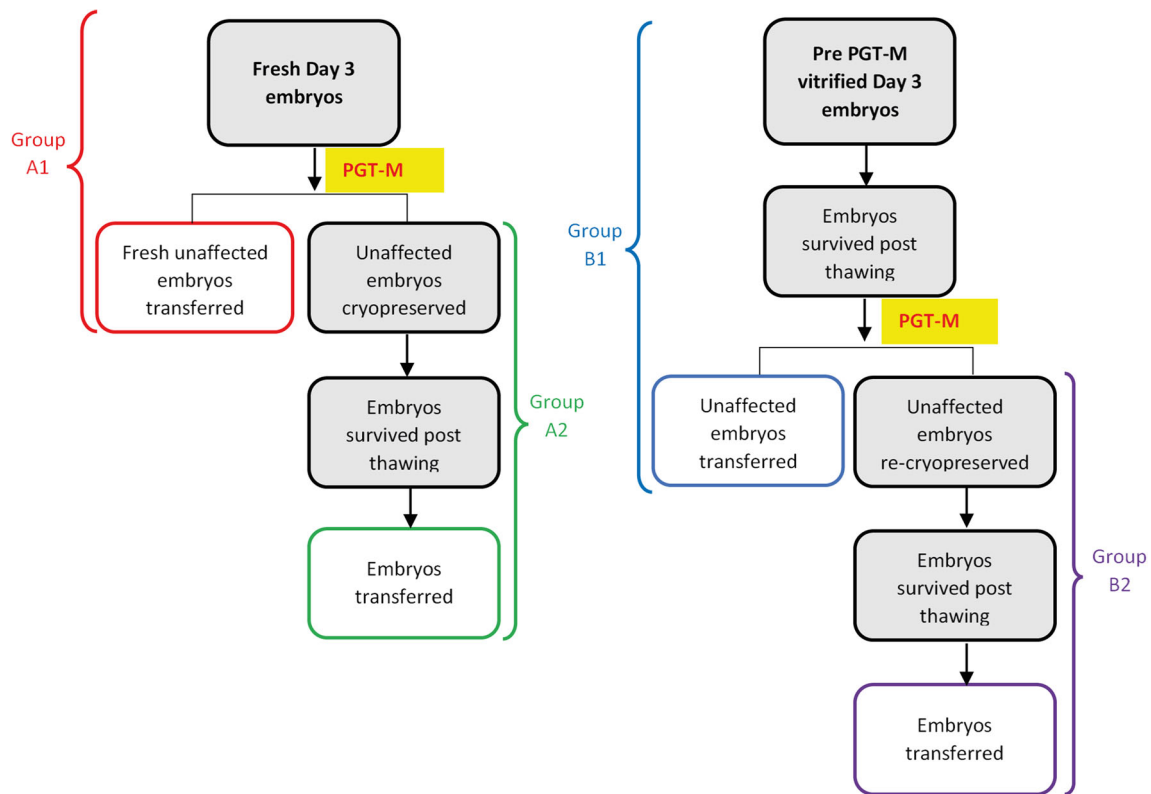 Fresh Day 3
embryos
Group
A1
PGT-M
Fresh unaffected
embryos
transferred
Unaffected
embryos
cryopreserved
Embryos
survived post
thawing
Group
A2
Embryos
transferred
Pre PGT-M
vitrified Day 3
embryos
Group
B1
Embryos
survived post
thawing
PGT-M
Unaffected
embryos
transferred
Unaffected
embryos
re-cryopreserved
Embryos
survived post
thawing
Group
B2
Embryos
transferred